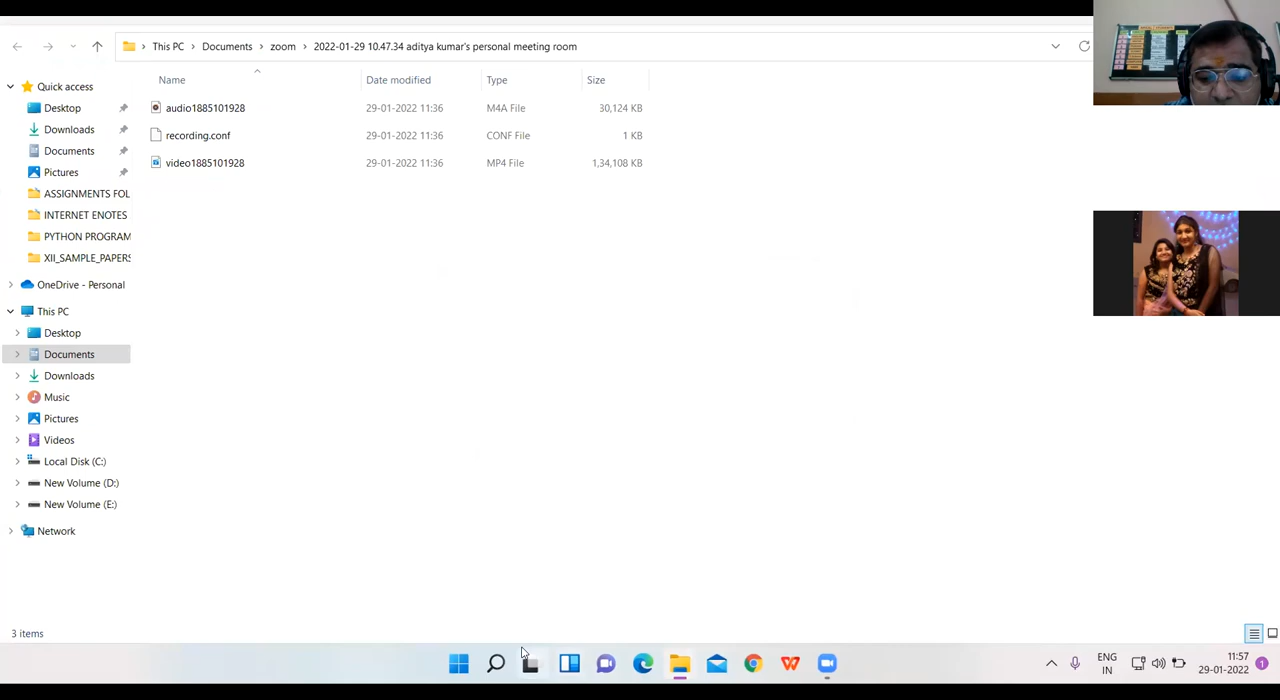 This PC > Documents > zoom > 2022-01-29 10.47.34 aditya kumar's personal meeting room
Quick access
Desktop
Downloads
Documents
Pictures
ASSIGNMENTS FOL
INTERNET ENOTES
PYTHON PROGRAM
XII_SAMPLE_PAPERS
OneDrive - Personal
This PC
Desktop
Documents
Downloads
Music
Pictures
Videos
Local Disk (C:)
New Volume (D:)
New Volume (E:)
Network
Name Date modified Type Size
audio1885101928 29-01-2022 11:36 M4A File 30,124 KB
recording.conf 29-01-2022 11:36 CONF File 1 KB
video1885101928 29-01-2022 11:36 MP4 File 1,34,108 KB
3 items
ENG
IN
11:57
29-01-2022
1